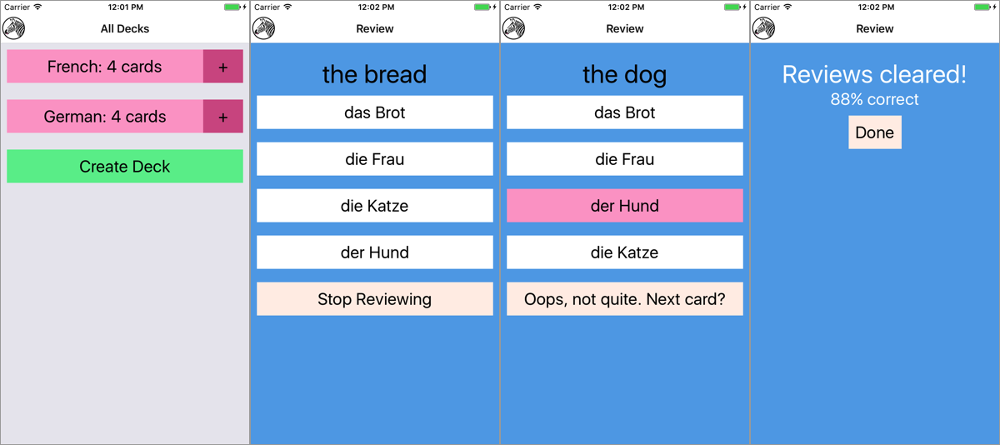 Carrier 12:01 PM
All Decks
French: 4 cards +
German: 4 cards +
Create Deck
Carrier 12:02 PM
Review
the bread
das Brot
die Frau
die Katze
der Hund
Stop Reviewing
Carrier 12:02 PM
Review
the dog
das Brot
die Frau
der Hund
die Katze
Oops, not quite. Next card?
Carrier 12:02 PM
Review
Reviews cleared!
88% correct
Done